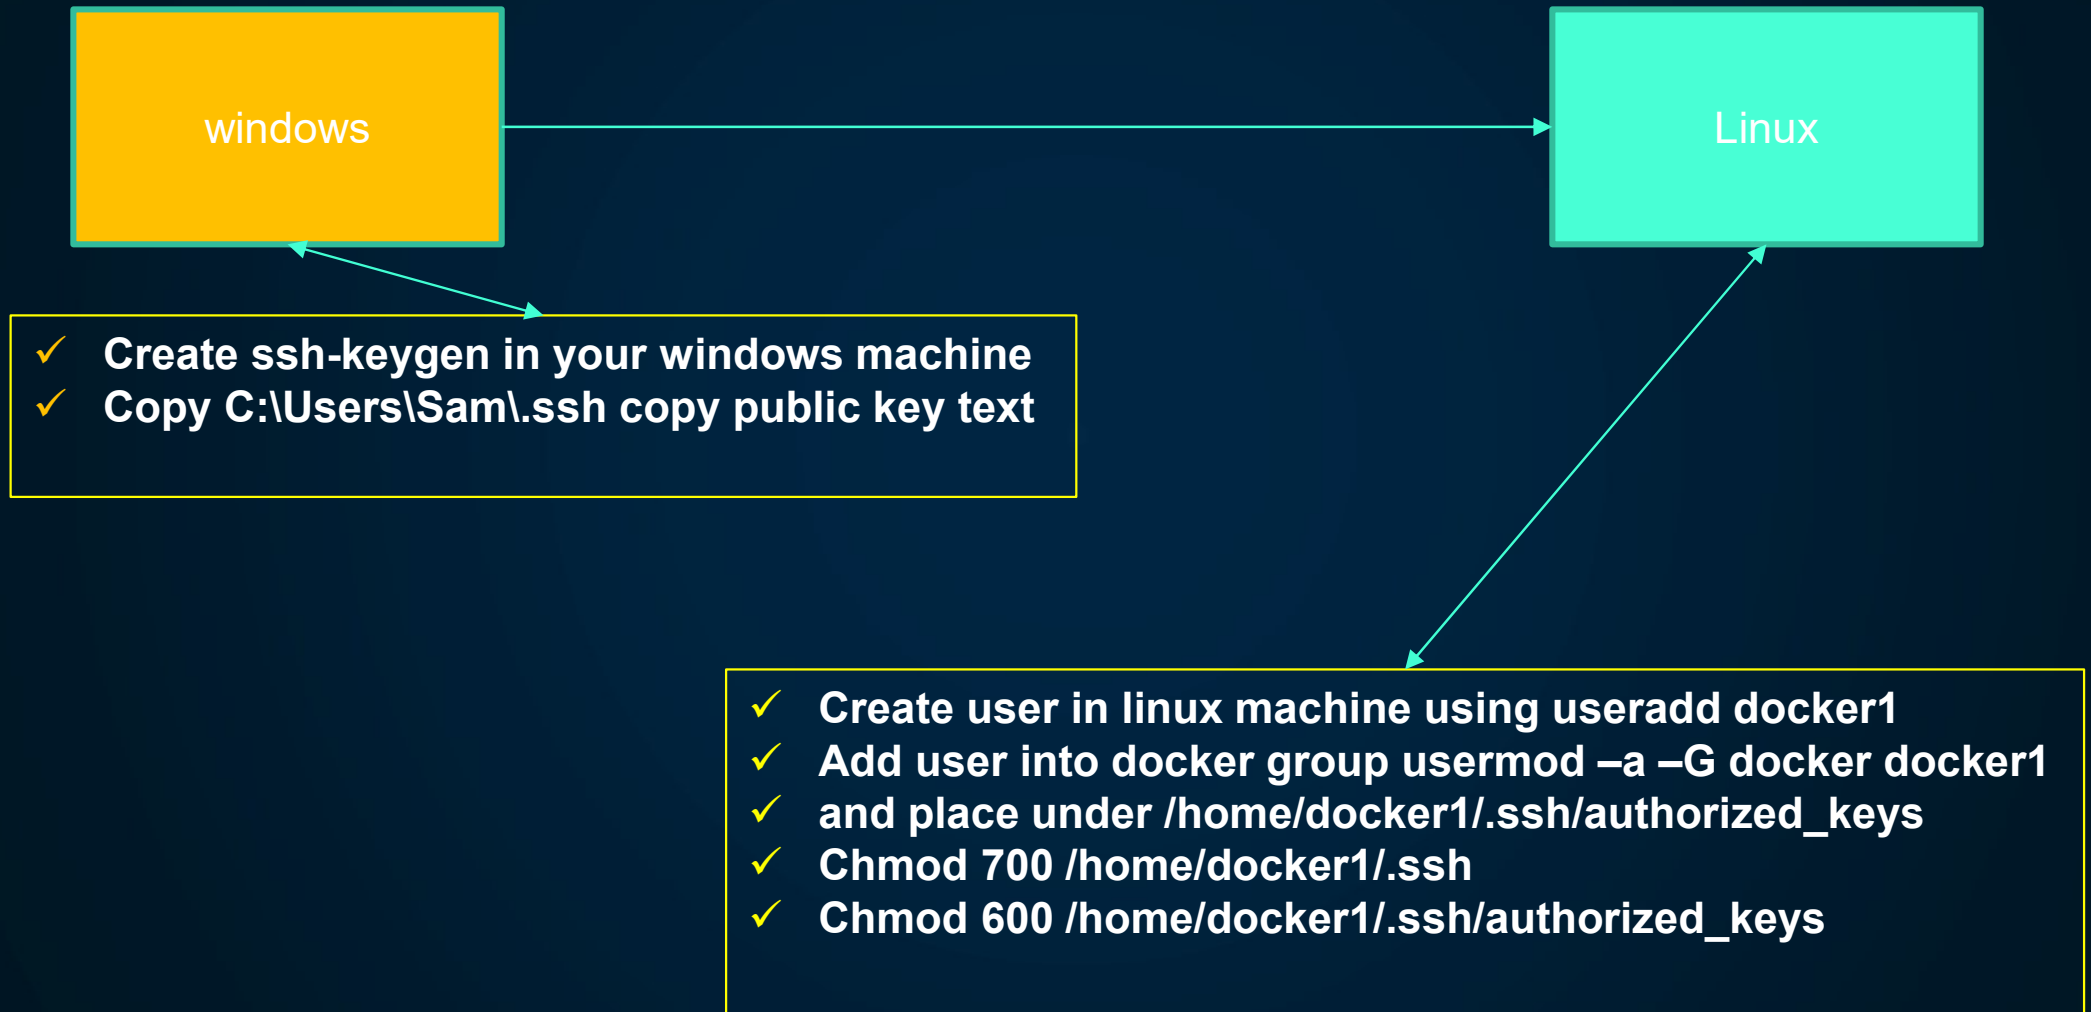 windows
Linux
Create ssh-keygen in your windows machine
Copy C:\Users\Sam\.ssh copy public key text
Create user in linux machine using useradd docker1
Add user into docker group usermod –a –G docker docker1
and place under /home/docker1/.ssh/authorized_keys
Chmod 700 /home/docker1/.ssh
Chmod 600 /home/docker1/.ssh/authorized_keys